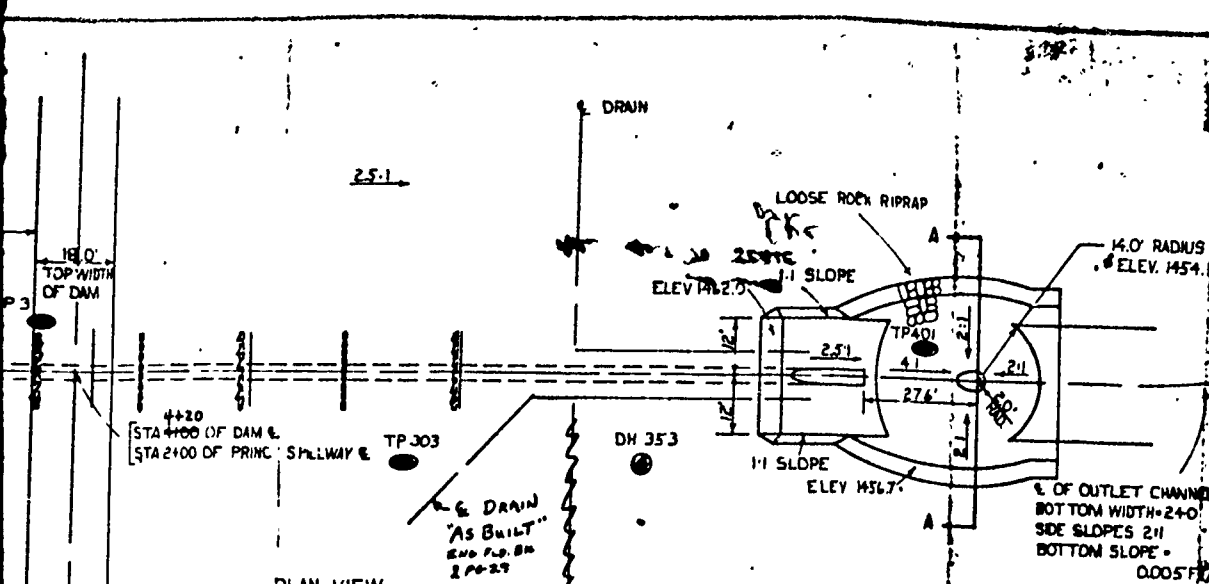 ℄ DRAIN
2.5:1
LOOSE ROCK RIPRAP
A
14.0' RADIUS
ELEV. 1454.
18.0'
TOP WIDTH
OF DAM
P 3
ELEV 1462.0
1:1 SLOPE
TP401
12'
2.5:1
4:1
2:1
2:1
27.6'
12'
2:1
4+20
STA 4+00 OF DAM ℄
STA 2+00 OF PRINC SPILLWAY ℄
TP 303
DH 353
1:1 SLOPE
ELEV 1456.7
A
℄ DRAIN
"AS BUILT"
℄ OF OUTLET CHANN
BOTTOM WIDTH=24.0
SIDE SLOPES 2:1
BOTTOM SLOPE =
0.005 F
PLAN VIEW